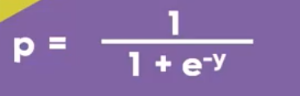 p = 1
1 + e-y